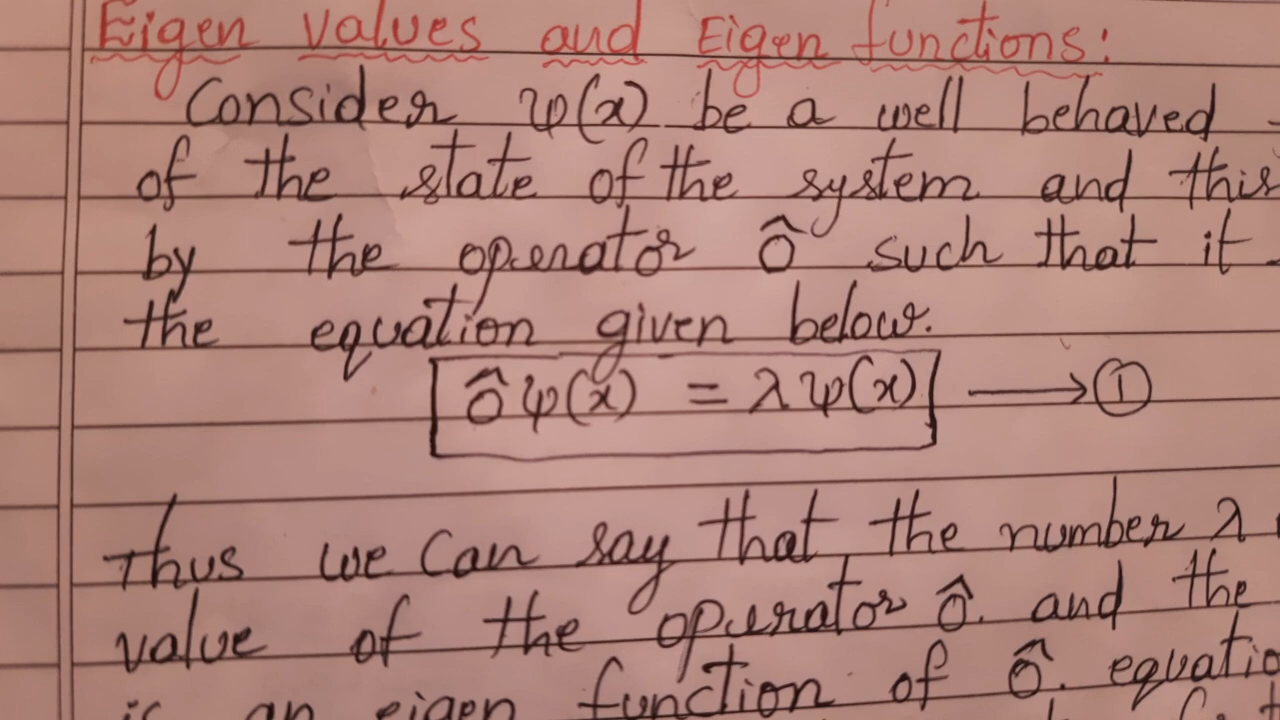 Eigen values and Eigen functions:
Consider ψ(x) be a well behaved
of the state of the system and this
by the operator ô such that it
the equation given below.
ôψ(x) = λψ(x) ⟶ ①
Thus we can say that the number λ
value of the operator ô. and the
is an eigen function of ô. equatio